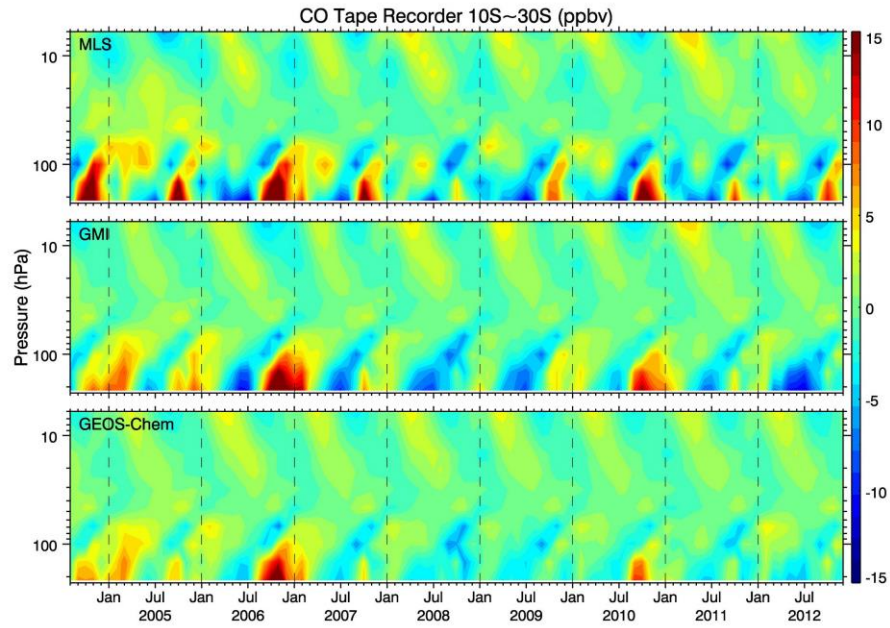 CO Tape Recorder 10S~30S (ppbv)
MLS
10
100
GMI
10
100
GEOS-Chem
10
100
Pressure (hPa)
15
10
5
0
-5
-10
-15
Jan Jul Jan Jul Jan Jul Jan Jul Jan Jul Jan Jul Jan Jul Jan Jul
2005 2006 2007 2008 2009 2010 2011 2012